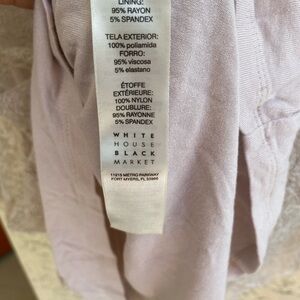 LINING:
95% RAYON
5% SPANDEX
TELA EXTERIOR:
100% poliamida
FORRO:
95% viscosa
5% elastano
ÉTOFFE
EXTÉRIEURE:
100% NYLON
DOUBLURE:
95% RAYONNE
5% SPANDEX
WHITE
HOUSE
BLACK
MARKET
11215 METRO PARKWAY
FORT MYERS, FL 33966